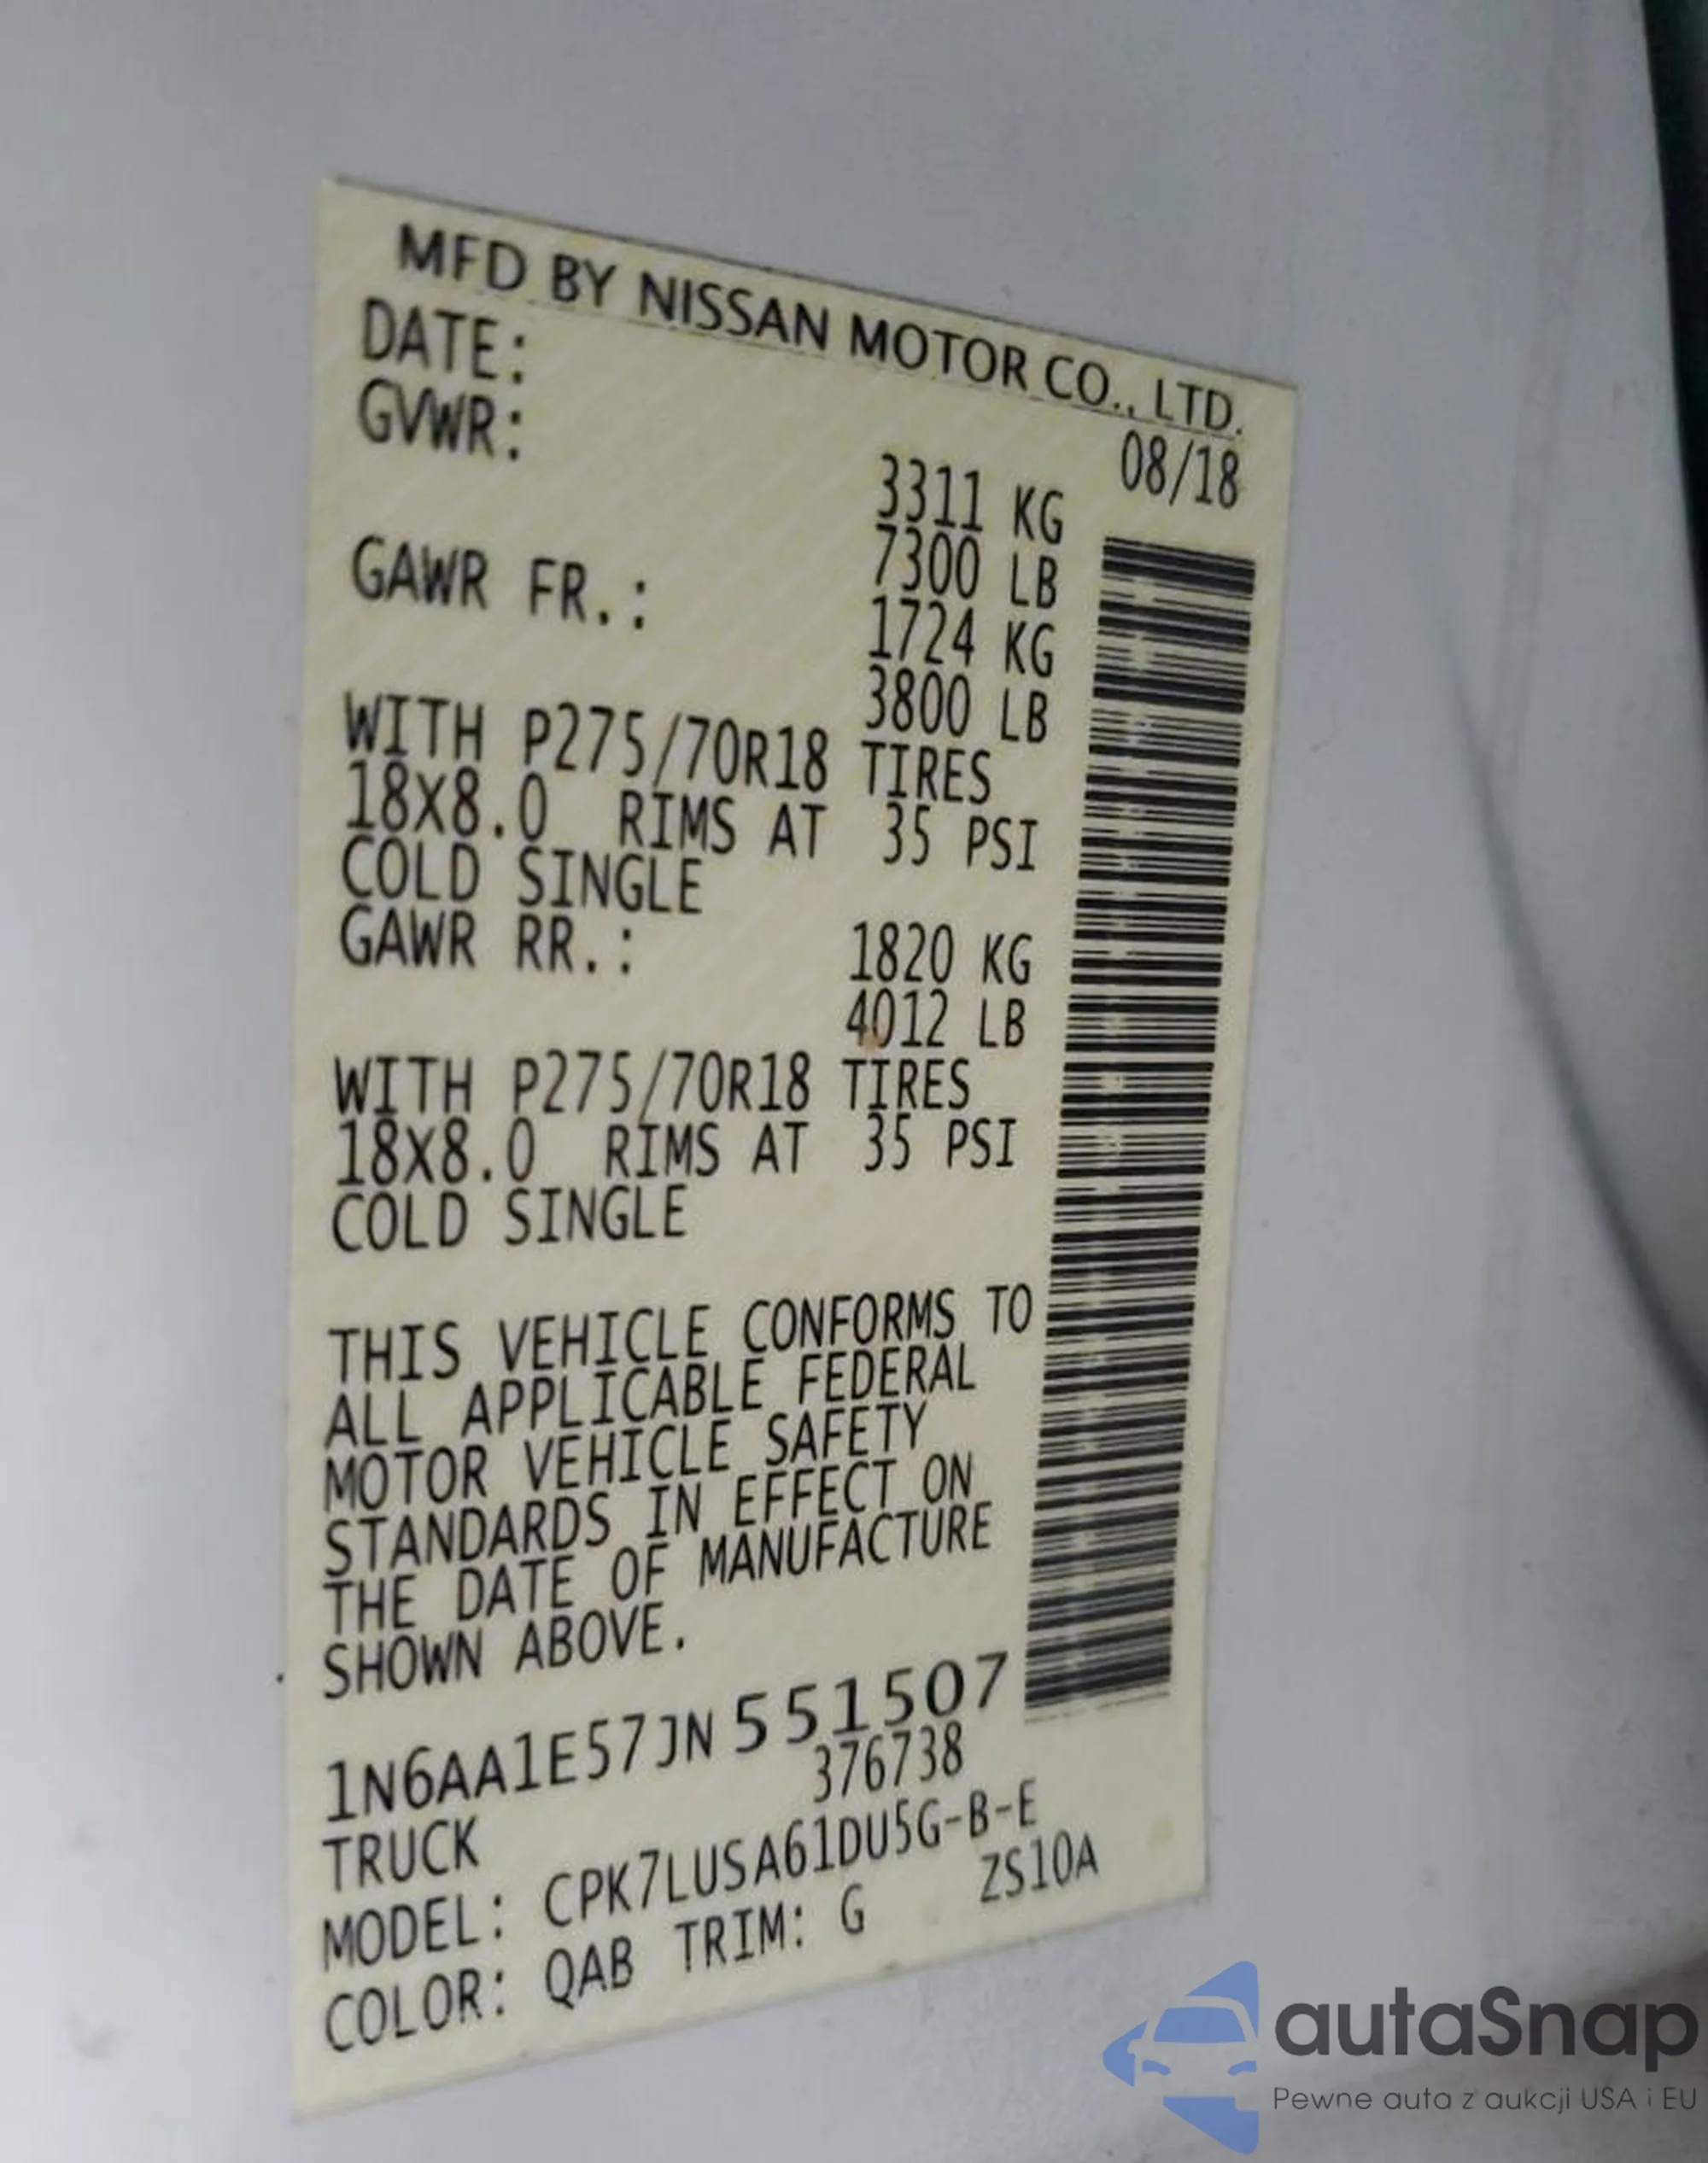 MFD BY NISSAN MOTOR CO., LTD.
DATE: 08/18
GVWR: 3311 KG
7300 LB
GAWR FR.: 1724 KG
3800 LB
WITH P275/70R18 TIRES
18X8.0 RIMS AT 35 PSI
COLD SINGLE
GAWR RR.: 1820 KG
4012 LB
WITH P275/70R18 TIRES
18X8.0 RIMS AT 35 PSI
COLD SINGLE
THIS VEHICLE CONFORMS TO
ALL APPLICABLE FEDERAL
MOTOR VEHICLE SAFETY
STANDARDS IN EFFECT ON
THE DATE OF MANUFACTURE
SHOWN ABOVE.
1N6AA1E57JN551507
TRUCK 376738
MODEL: CPK7LUSA61DU5G-B-E
COLOR: QAB TRIM: G ZS10A
autaSnap
Pewne auta z aukcji USA i EU